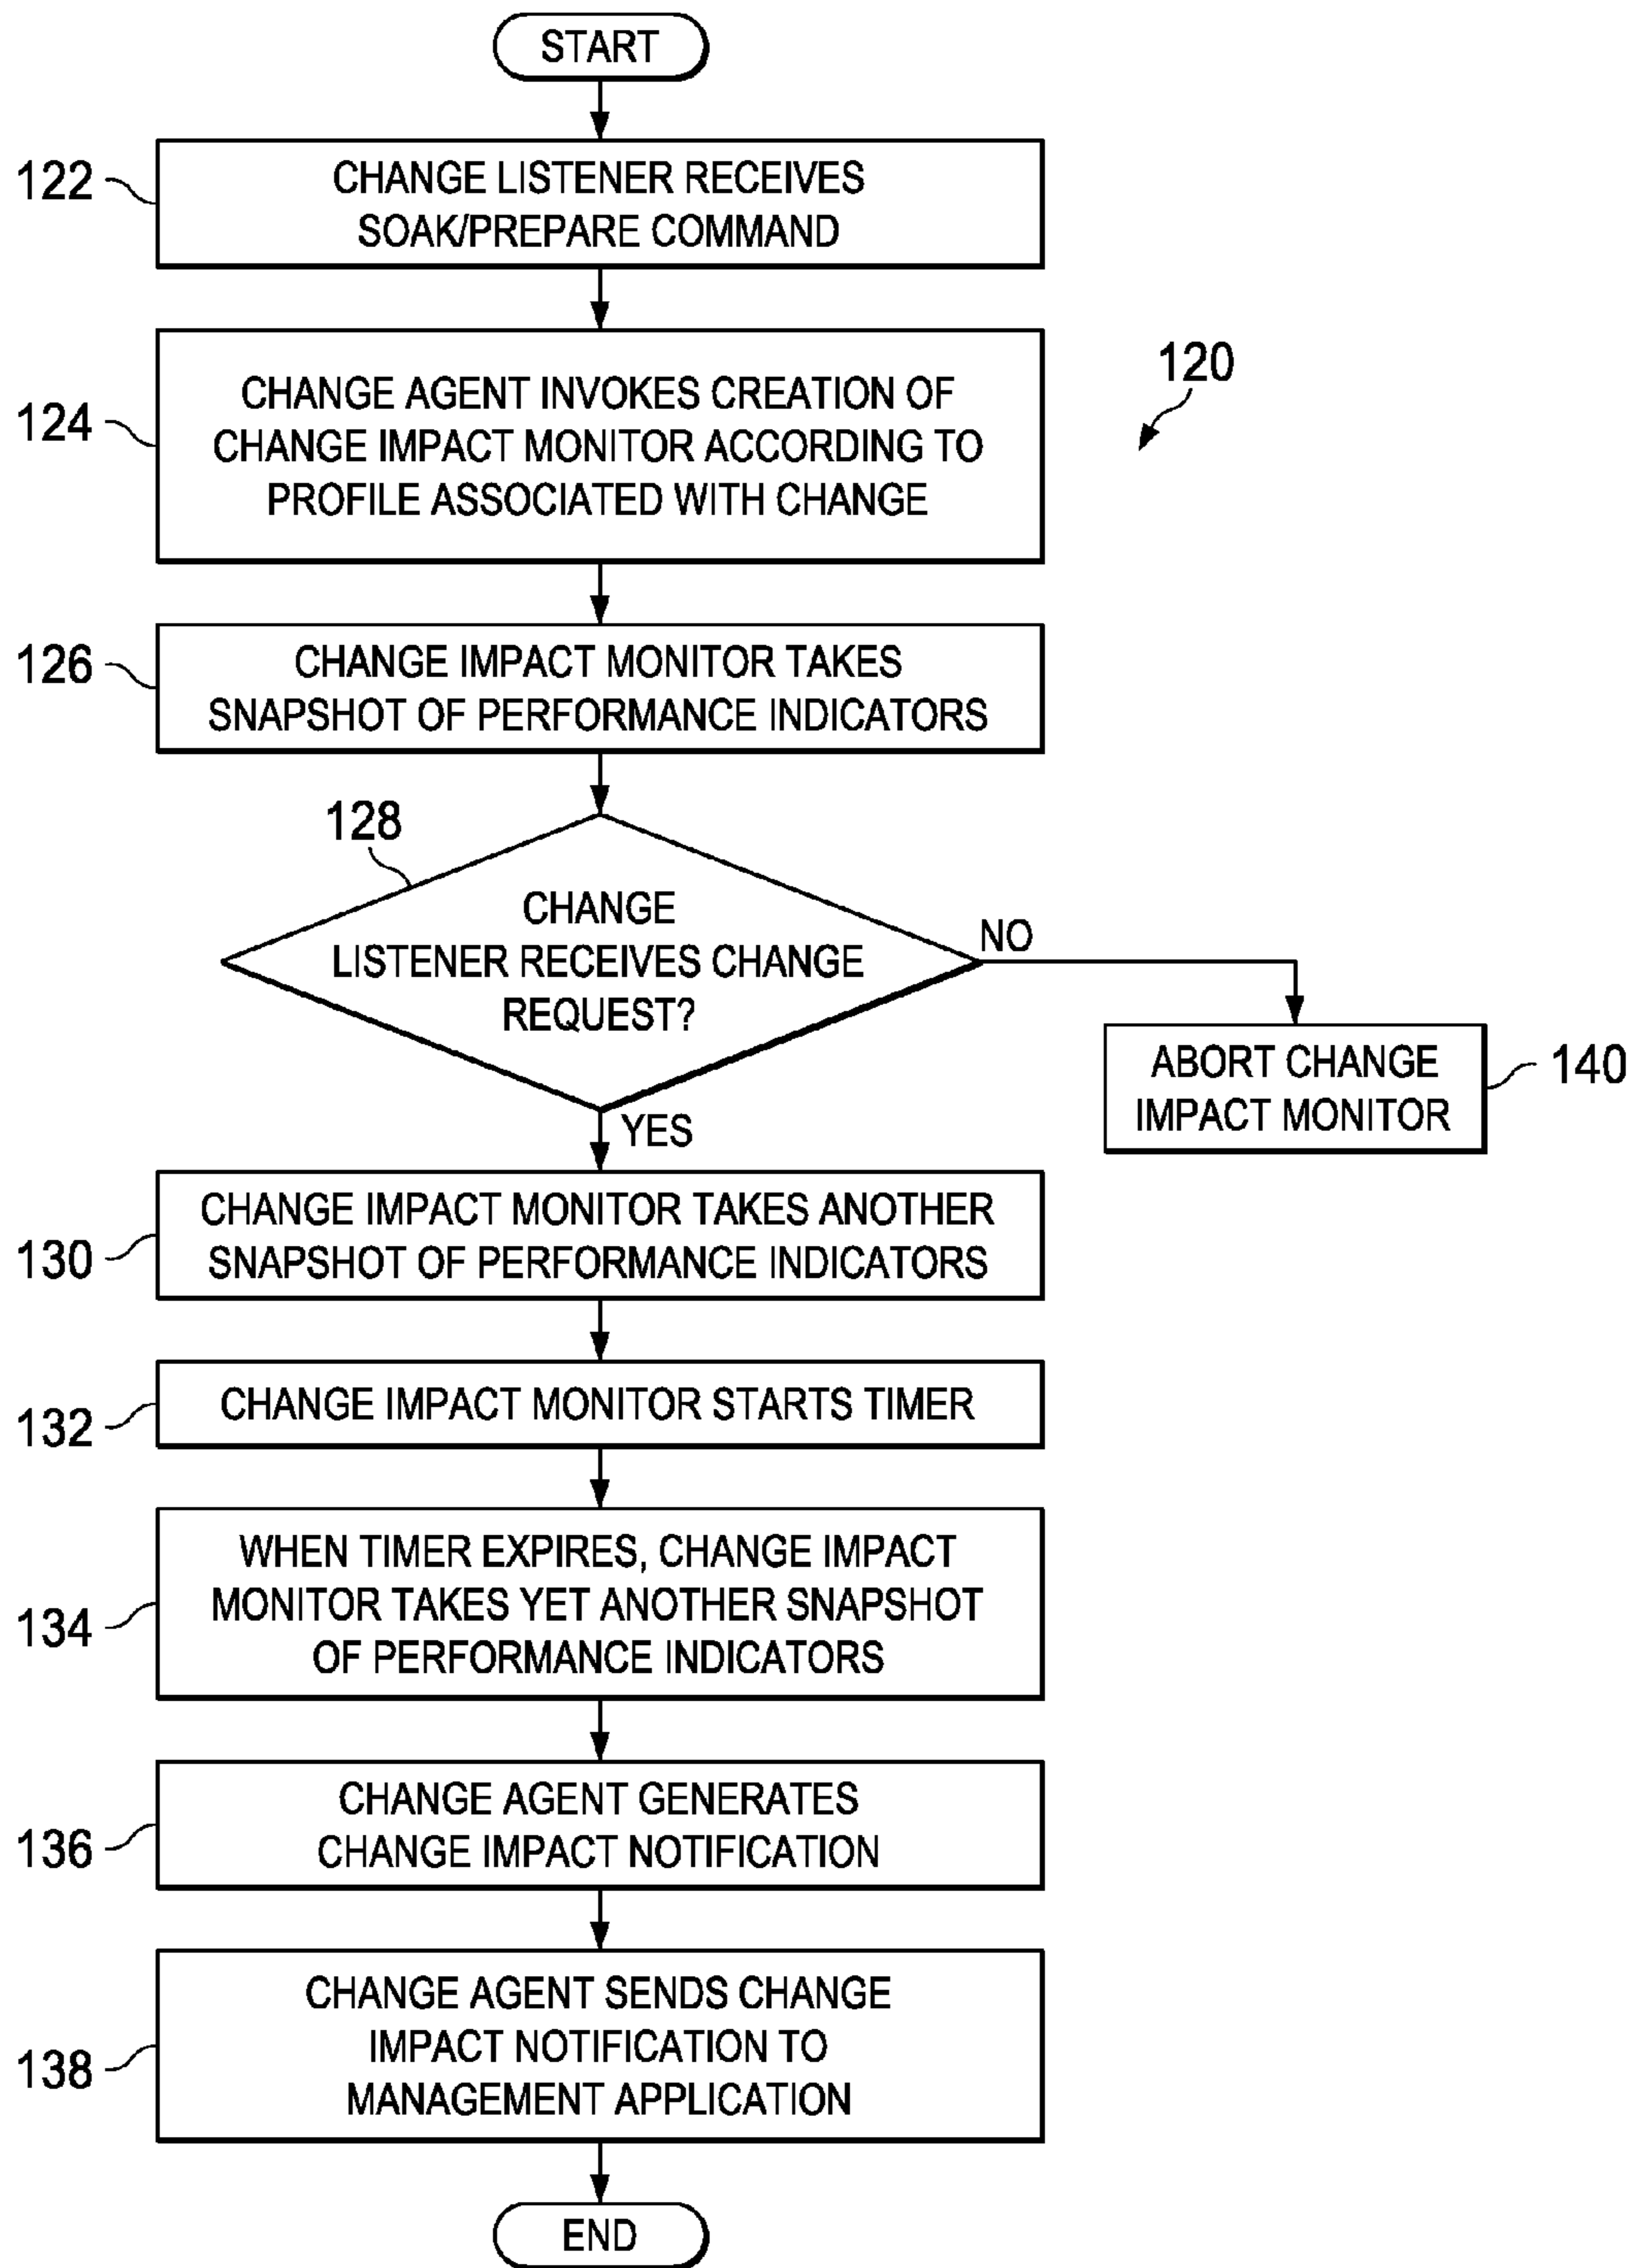 START
122
CHANGE LISTENER RECEIVES
SOAK/PREPARE COMMAND
120
124
CHANGE AGENT INVOKES CREATION OF
CHANGE IMPACT MONITOR ACCORDING TO
PROFILE ASSOCIATED WITH CHANGE
126
CHANGE IMPACT MONITOR TAKES
SNAPSHOT OF PERFORMANCE INDICATORS
128
CHANGE
LISTENER RECEIVES CHANGE
REQUEST?
NO
ABORT CHANGE
IMPACT MONITOR
140
YES
130
CHANGE IMPACT MONITOR TAKES ANOTHER
SNAPSHOT OF PERFORMANCE INDICATORS
132
CHANGE IMPACT MONITOR STARTS TIMER
134
WHEN TIMER EXPIRES, CHANGE IMPACT
MONITOR TAKES YET ANOTHER SNAPSHOT
OF PERFORMANCE INDICATORS
136
CHANGE AGENT GENERATES
CHANGE IMPACT NOTIFICATION
138
CHANGE AGENT SENDS CHANGE
IMPACT NOTIFICATION TO
MANAGEMENT APPLICATION
END